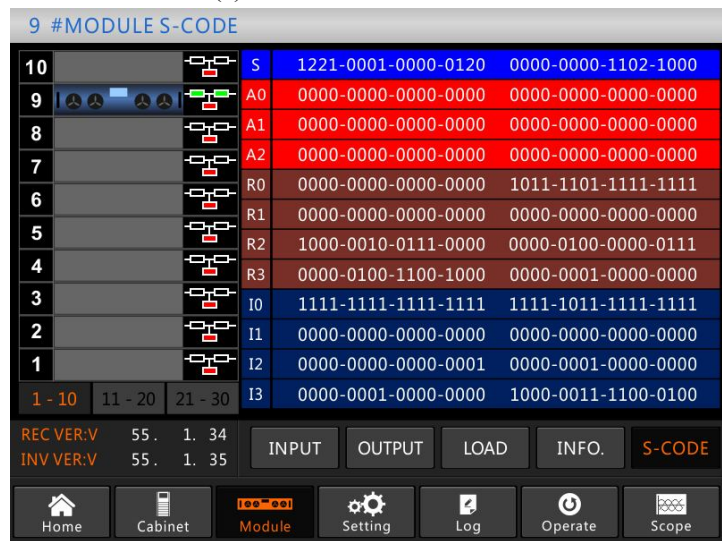 9 #MODULE S-CODE
10 S 1221-0001-0000-0120 0000-0000-1102-1000
9 A0 0000-0000-0000-0000 0000-0000-0000-0000
8 A1 0000-0000-0000-0000 0000-0000-0000-0000
7 A2 0000-0000-0000-0000 0000-0000-0000-0000
6 R0 0000-0000-0000-0000 1011-1101-1111-1111
R1 0000-0000-0000-0000 0000-0000-0000-0000
5 R2 1000-0010-0111-0000 0000-0100-0000-0111
4 R3 0000-0100-1100-1000 0000-0001-0000-0000
3 I0 1111-1111-1111-1111 1111-1011-1111-1111
2 I1 0000-0000-0000-0000 0000-0000-0000-0000
1 I2 0000-0000-0000-0001 0000-0001-0000-0000
1 - 10 11 - 20 21 - 30 I3 0000-0001-0000-0000 1000-0011-1100-0100
REC VER:V 55. 1. 34
INV VER:V 55. 1. 35
INPUT OUTPUT LOAD INFO. S-CODE
Home Cabinet Module Setting Log Operate Scope